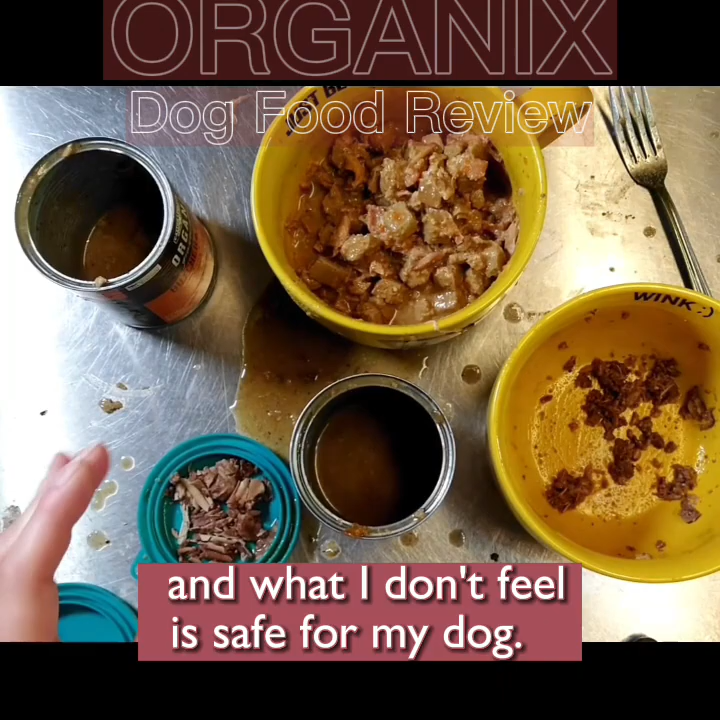 ORGANIX
Dog Food Review
WINK :)
and what I don't feel
is safe for my dog.